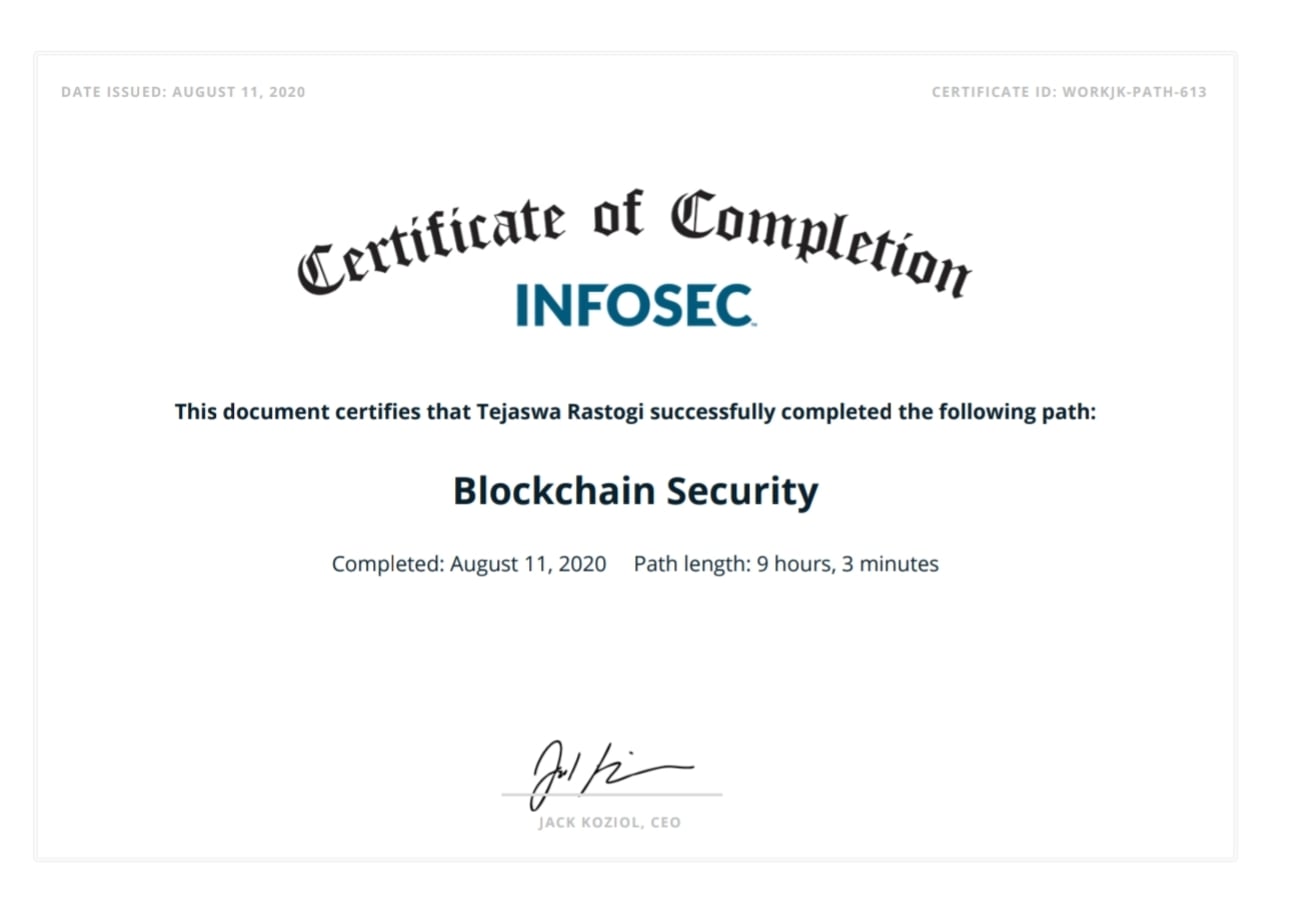 DATE ISSUED: AUGUST 11, 2020
CERTIFICATE ID: WORKJK-PATH-613
Certificate of Completion
INFOSEC™
This document certifies that Tejaswa Rastogi successfully completed the following path:
Blockchain Security
Completed: August 11, 2020 Path length: 9 hours, 3 minutes
JACK KOZIOL, CEO